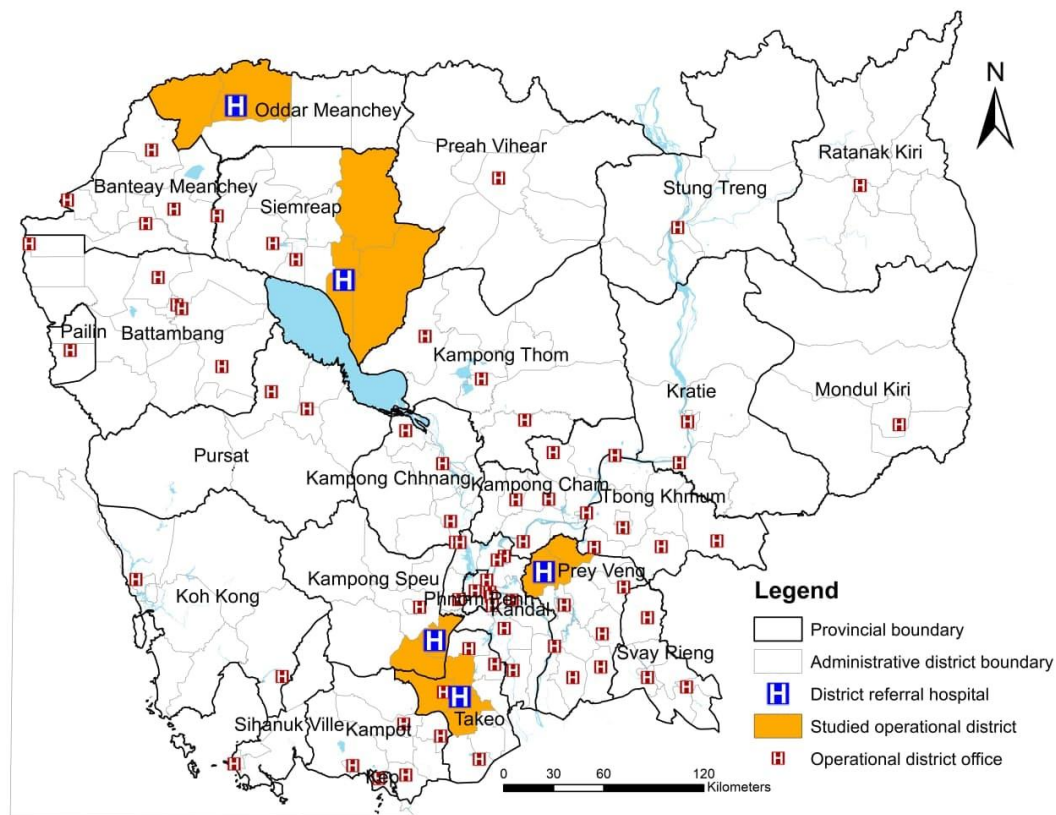 N
Oddar Meanchey
Preah Vihear
Ratanak Kiri
Banteay Meanchey
Stung Treng
Siemreap
Pailin
Battambang
Kampong Thom
Kratie
Mondul Kiri
Pursat
Kampong Chhnang
Kampong Cham
Tbong Khmum
Kampong Speu
Prey Veng
Koh Kong
Phnom Penh
Kandal
Svay Rieng
Sihanuk Ville
Kampot
Takeo
Kep
Legend
Provincial boundary
Administrative district boundary
H District referral hospital
Studied operational district
H Operational district office
0 30 60 120
Kilometers